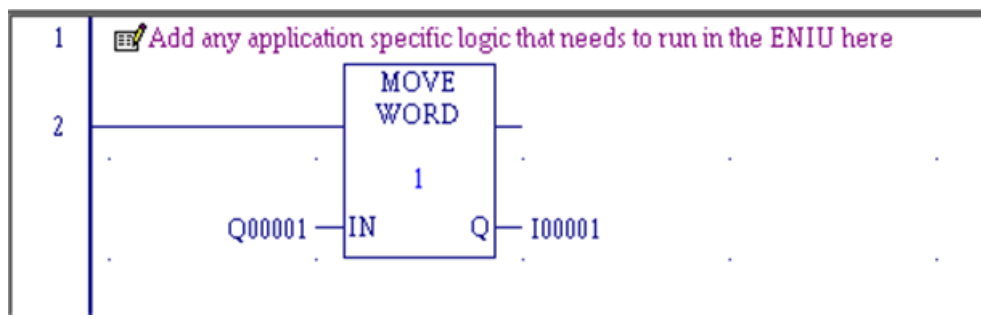 1 Add any application specific logic that needs to run in the ENIU here
MOVE
2 WORD
1
Q00001 IN Q I00001